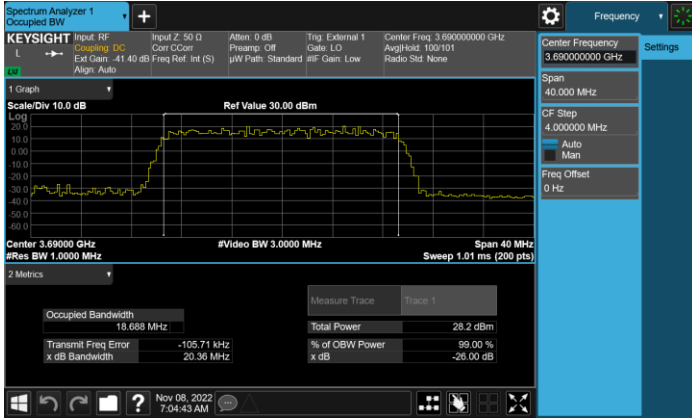 Spectrum Analyzer 1
Occupied BW
Frequency
KEYSIGHT
L
Input: RF
Coupling: DC
Ext Gain: -41.40 dB
Align: Auto
Input Z: 50 Ω
Corr CCorr
Freq Ref: Int (S)
Atten: 0 dB
Preamp: Off
µW Path: Standard
Trig: External 1
Gate: LO
#IF Gain: Low
Center Freq: 3.690000000 GHz
Avg|Hold: 100/101
Radio Std: None
Center Frequency
3.690000000 GHz
Settings
Span
40.000 MHz
CF Step
4.000000 MHz
Auto
Man
Freq Offset
0 Hz
1 Graph
Scale/Div 10.0 dB
Ref Value 30.00 dBm
Log
20.0
10.0
0.00
-10.0
-20.0
-30.0
-40.0
-50.0
-60.0
Center 3.69000 GHz
#Video BW 3.0000 MHz
Span 40 MHz
#Res BW 1.0000 MHz
Sweep 1.01 ms (200 pts)
2 Metrics
Measure Trace
Trace 1
Occupied Bandwidth
18.688 MHz
Total Power
28.2 dBm
Transmit Freq Error
-105.71 kHz
% of OBW Power
99.00 %
x dB Bandwidth
20.36 MHz
x dB
-26.00 dB
?
Nov 08, 2022
7:04:43 AM